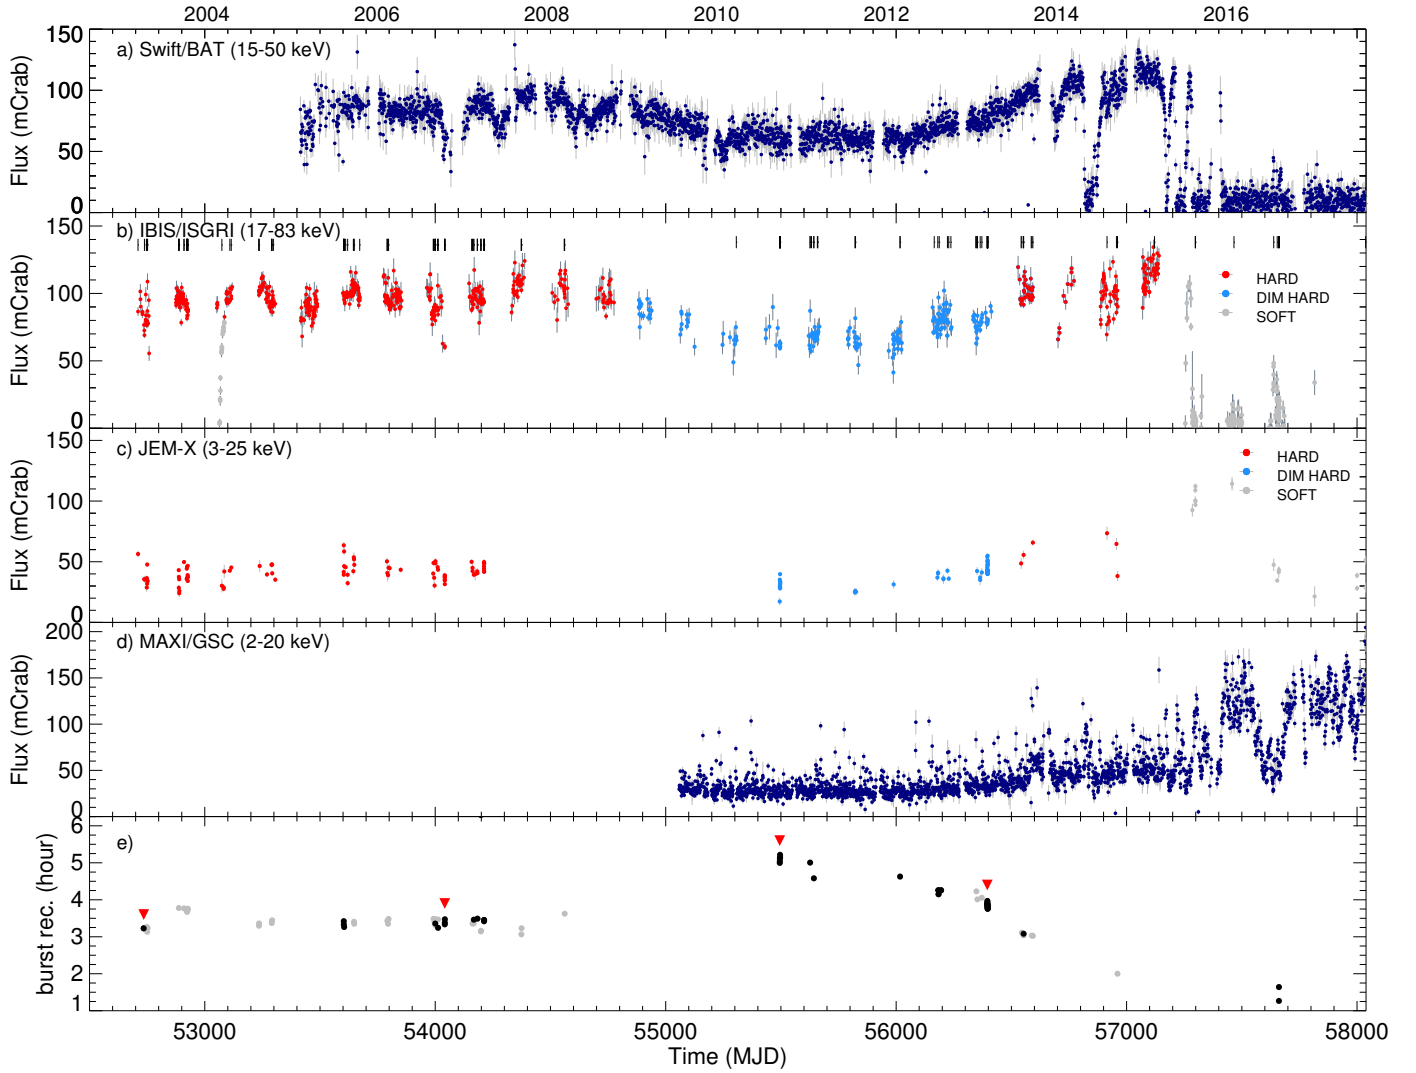 2004 2006 2008 2010 2012 2014 2016
a) Swift/BAT (15-50 keV)
Flux (mCrab)
150
100
50
0
b) IBIS/ISGRI (17-83 keV)
Flux (mCrab)
150
100
50
0
HARD
DIM HARD
SOFT
c) JEM-X (3-25 keV)
Flux (mCrab)
150
100
50
0
HARD
DIM HARD
SOFT
d) MAXI/GSC (2-20 keV)
Flux (mCrab)
200
150
100
50
0
e)
burst rec. (hour)
6
5
4
3
2
1
53000 54000 55000 56000 57000 58000
Time (MJD)